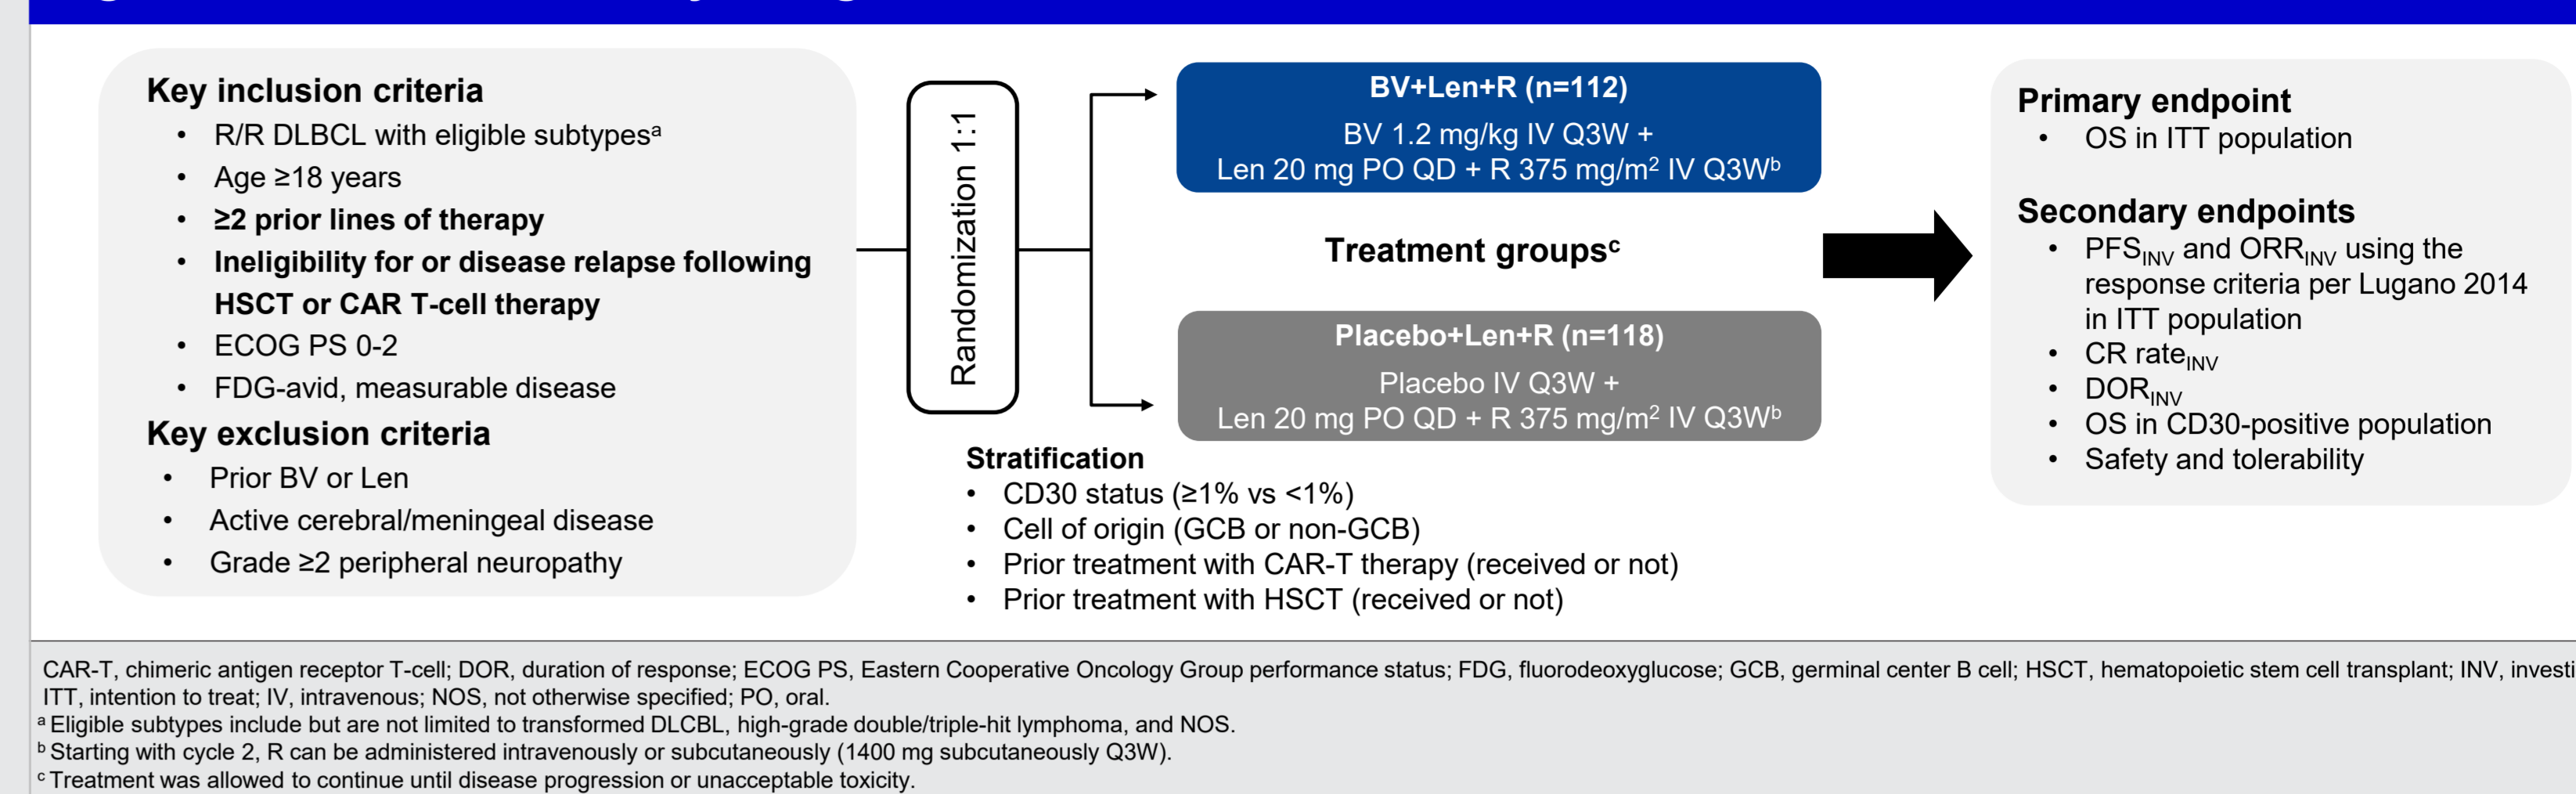 Key inclusion criteria
• R/R DLBCL with eligible subtypesᵃ
• Age ≥18 years
• ≥2 prior lines of therapy
• Ineligibility for or disease relapse following
HSCT or CAR T-cell therapy
• ECOG PS 0-2
• FDG-avid, measurable disease
Key exclusion criteria
• Prior BV or Len
• Active cerebral/meningeal disease
• Grade ≥2 peripheral neuropathy
Randomization 1:1
BV+Len+R (n=112)
BV 1.2 mg/kg IV Q3W +
Len 20 mg PO QD + R 375 mg/m² IV Q3Wᵇ
Treatment groupsᶜ
Placebo+Len+R (n=118)
Placebo IV Q3W +
Len 20 mg PO QD + R 375 mg/m² IV Q3Wᵇ
Stratification
• CD30 status (≥1% vs <1%)
• Cell of origin (GCB or non-GCB)
• Prior treatment with CAR-T therapy (received or not)
• Prior treatment with HSCT (received or not)
Primary endpoint
• OS in ITT population
Secondary endpoints
• PFSINV and ORRINV using the
response criteria per Lugano 2014
in ITT population
• CR rateINV
• DORINV
• OS in CD30-positive population
• Safety and tolerability
CAR-T, chimeric antigen receptor T-cell; DOR, duration of response; ECOG PS, Eastern Cooperative Oncology Group performance status; FDG, fluorodeoxyglucose; GCB, germinal center B cell; HSCT, hematopoietic stem cell transplant; INV,
ITT, intention to treat; IV, intravenous; NOS, not otherwise specified; PO, oral.
ᵃ Eligible subtypes include but are not limited to transformed DLCBL, high-grade double/triple-hit lymphoma, and NOS.
ᵇ Starting with cycle 2, R can be administered intravenously or subcutaneously (1400 mg subcutaneously Q3W).
ᶜ Treatment was allowed to continue until disease progression or unacceptable toxicity.